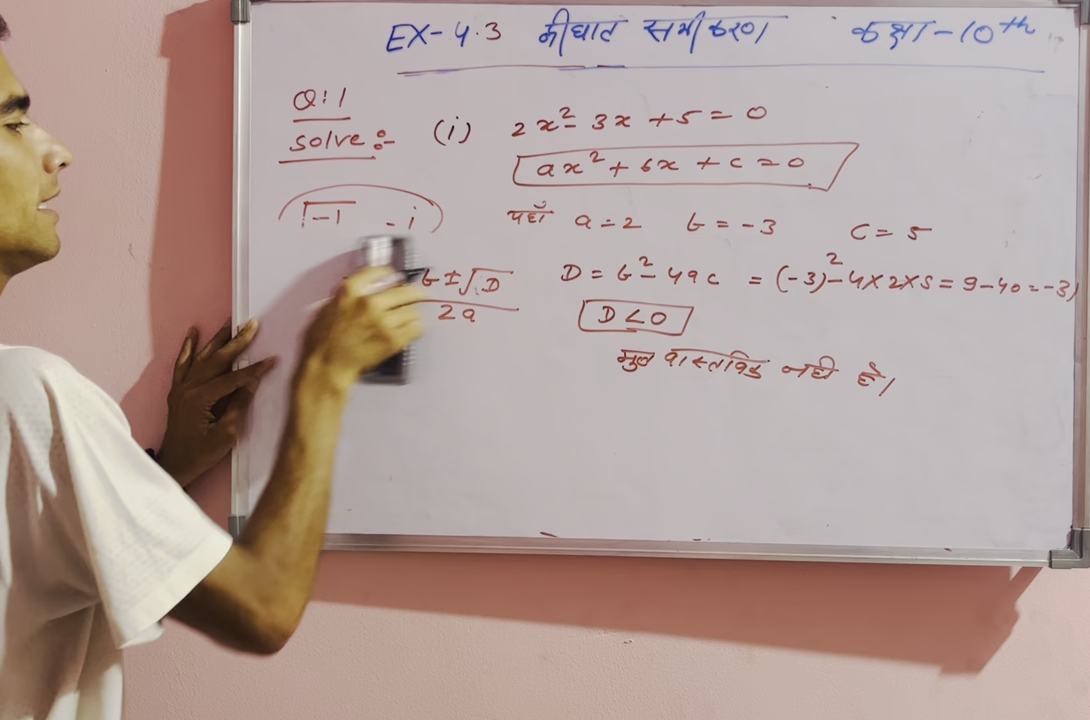 EX-4.3 द्वीघात समीकरण कक्षा-10th
Q:1
Solve:- (i) 2x²-3x+5=0
ax²+bx+c=0
√-1 - i यहाँ a=2 b=-3 c=5
b±√D D=b²-4ac =(-3)²-4×2×5=9-40=-31
2a D<0
मुल वास्तविक नही है।